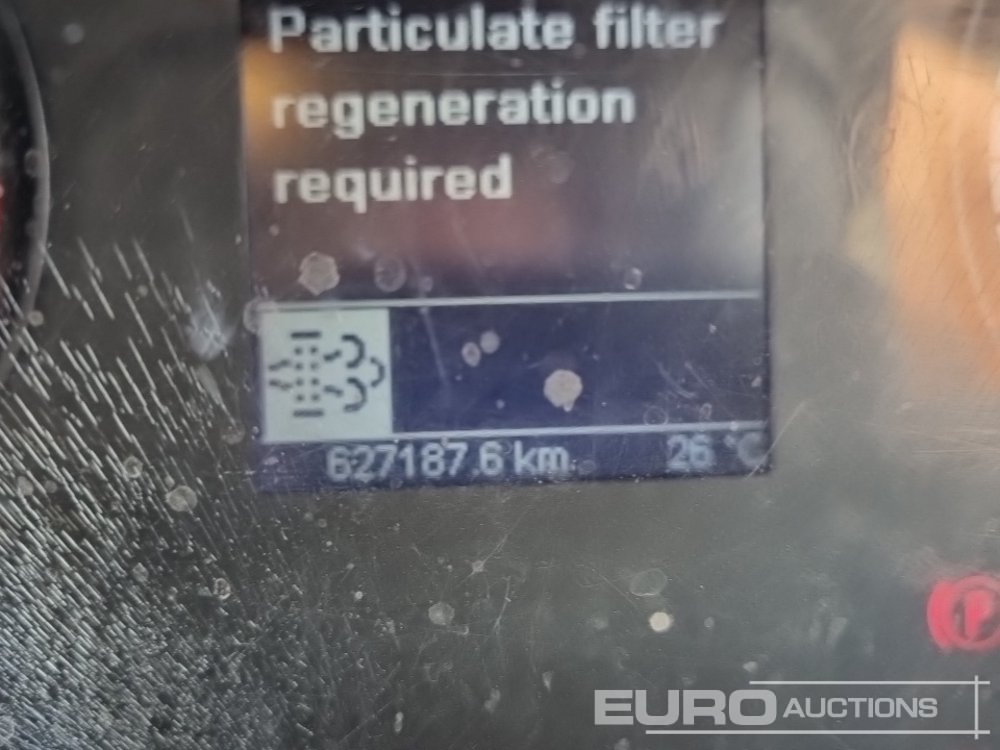 Particulate filter
regeneration
required
627187.6 km 26 °C
EURO AUCTIONS